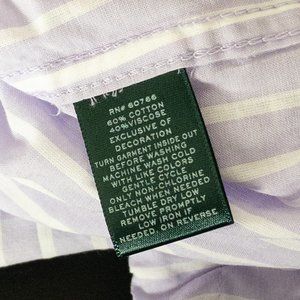 RN# 60766
60% COTTON
40% VISCOSE
EXCLUSIVE OF
DECORATION
TURN GARMENT INSIDE OUT
BEFORE WASHING
MACHINE WASH COLD
WITH LIKE COLORS
GENTLE CYCLE
ONLY NON-CHLORINE
BLEACH WHEN NEEDED
TUMBLE DRY LOW
REMOVE PROMPTLY
LOW IRON IF
NEEDED, ON REVERSE